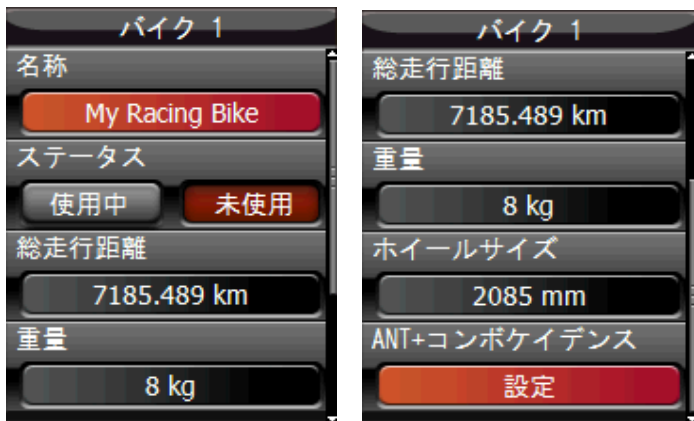 バイク 1
名称
My Racing Bike
ステータス
使用中 未使用
総走行距離
7185.489 km
重量
8 kg
バイク 1
総走行距離
7185.489 km
重量
8 kg
ホイールサイズ
2085 mm
ANT+コンボケイデンス
設定